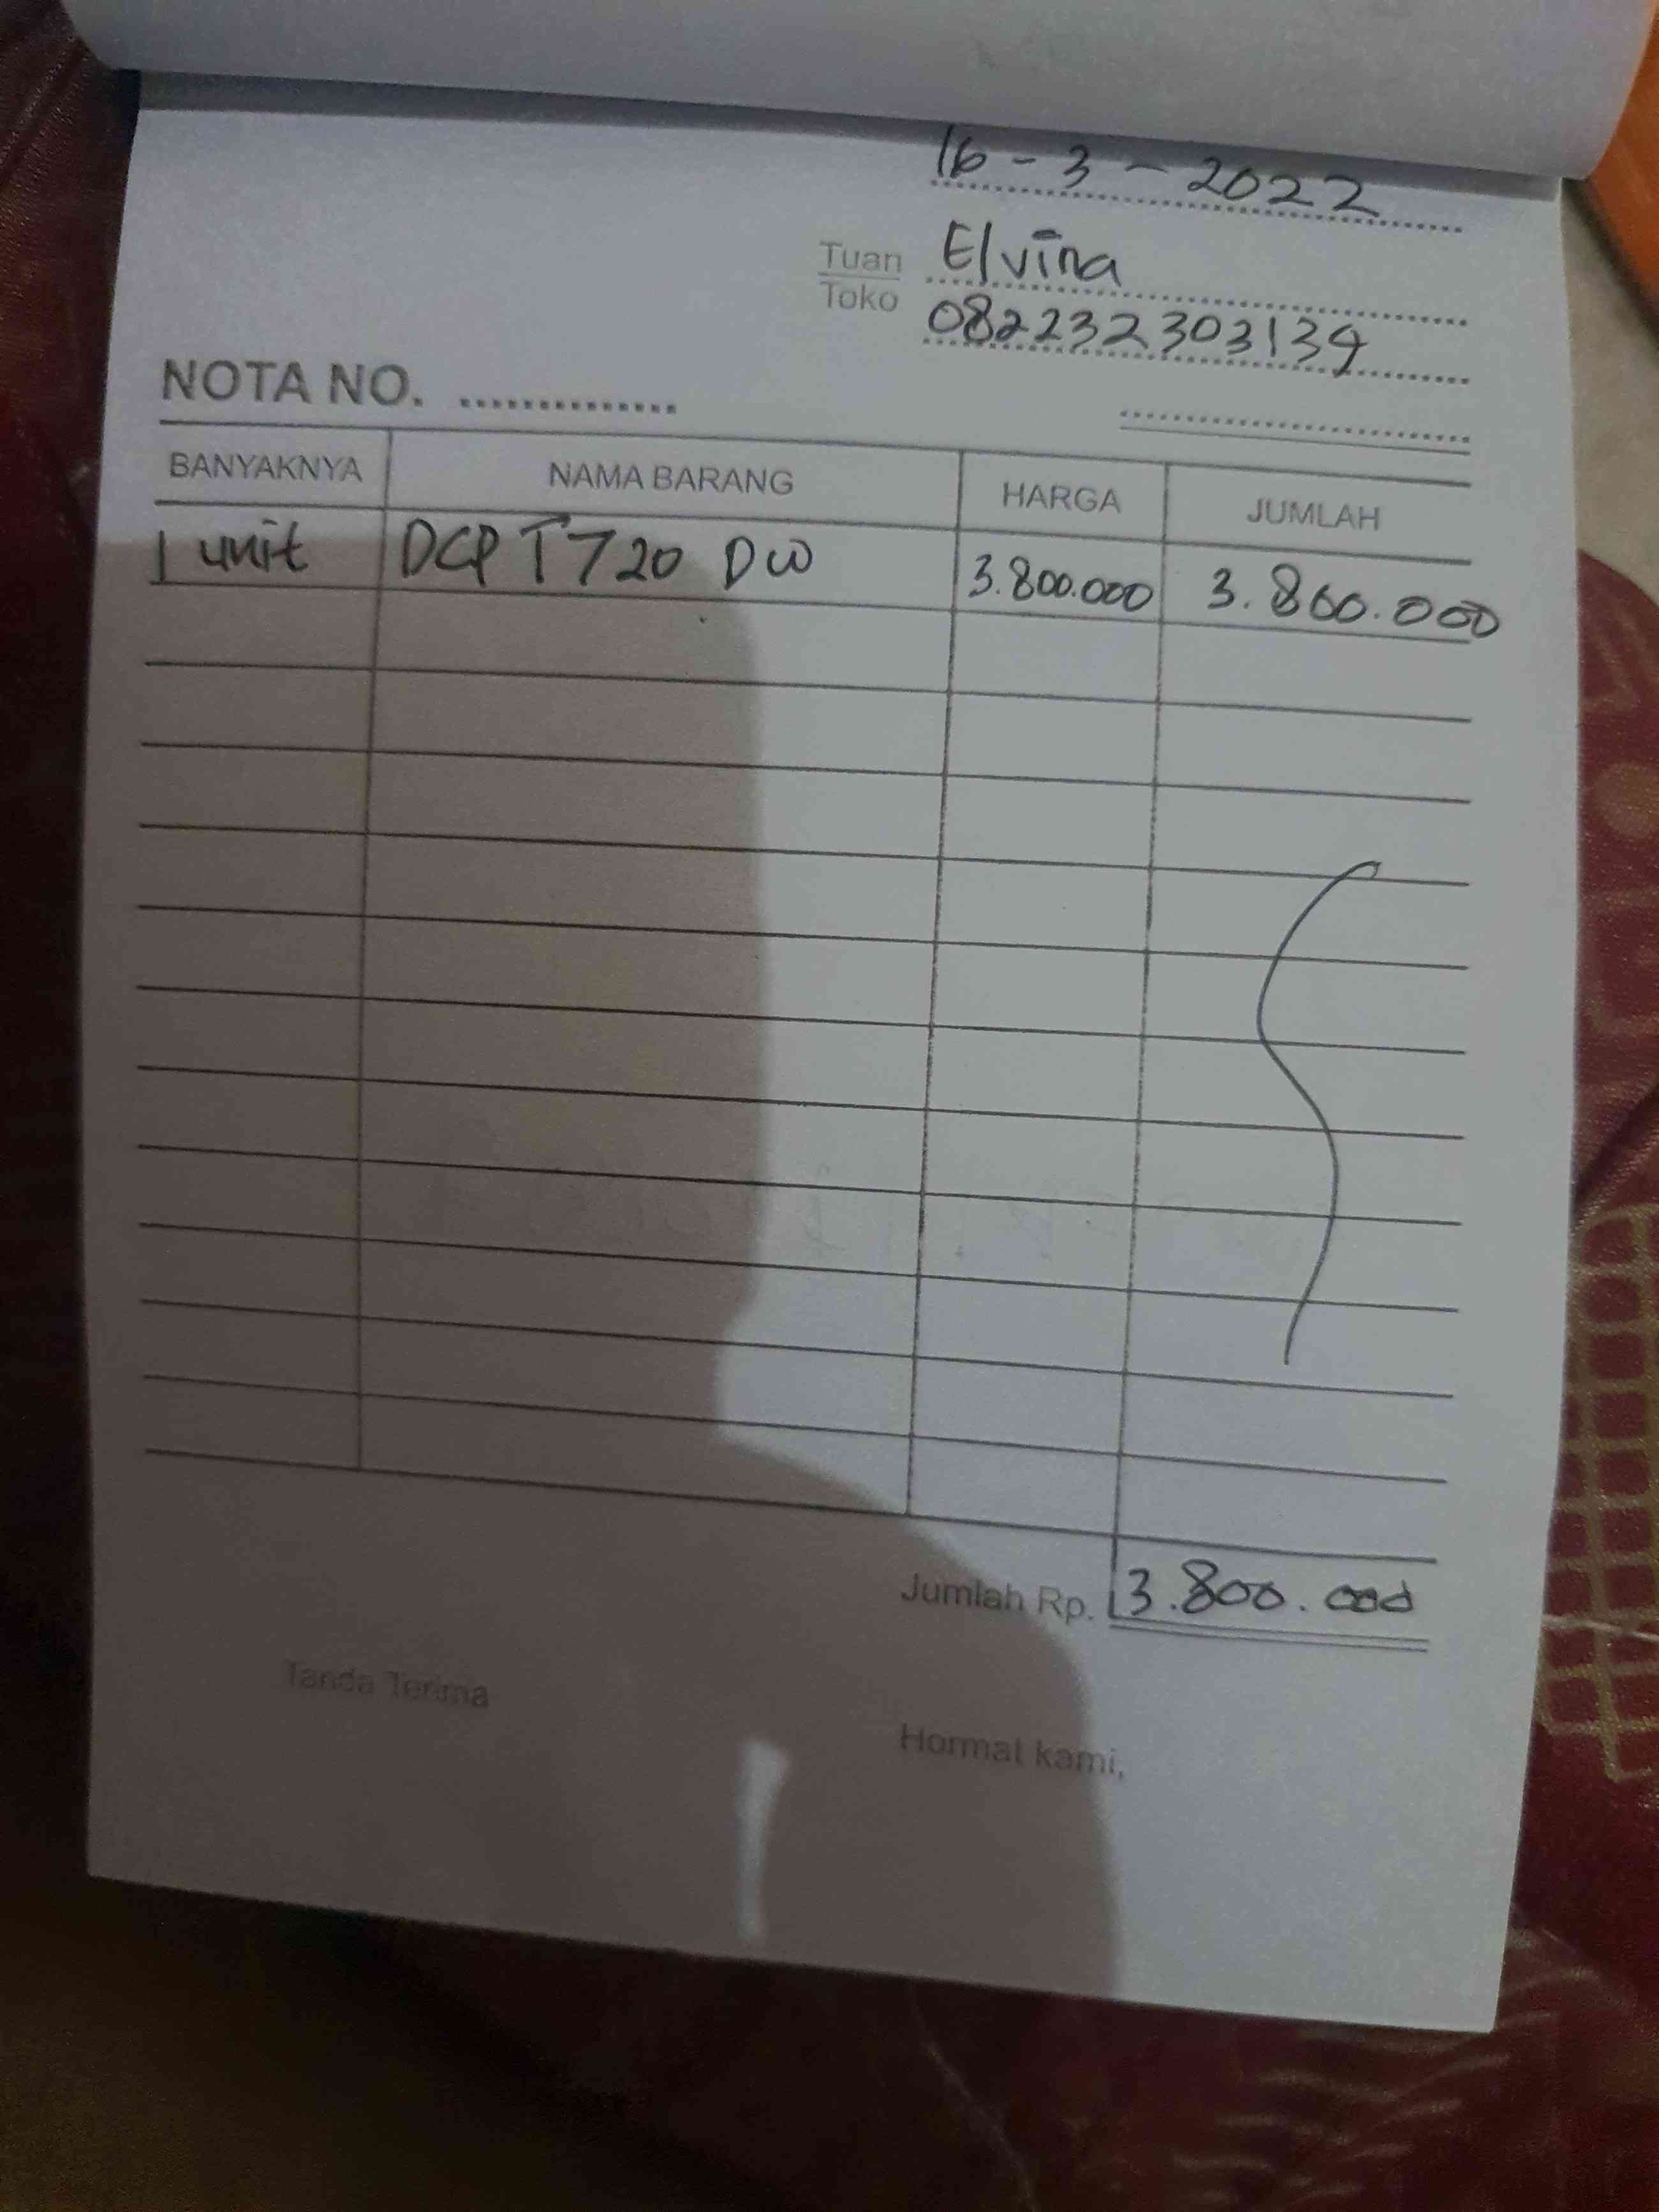 16 - 3 - 2022
Tuan Elvina
Toko 082232303139
NOTA NO. ...............
BANYAKNYA NAMA BARANG HARGA JUMLAH
1 unit DCP T720 DW 3.800.000 3.800.000
Jumlah Rp. 3.800.000
Tanda Terima
Hormat kami,